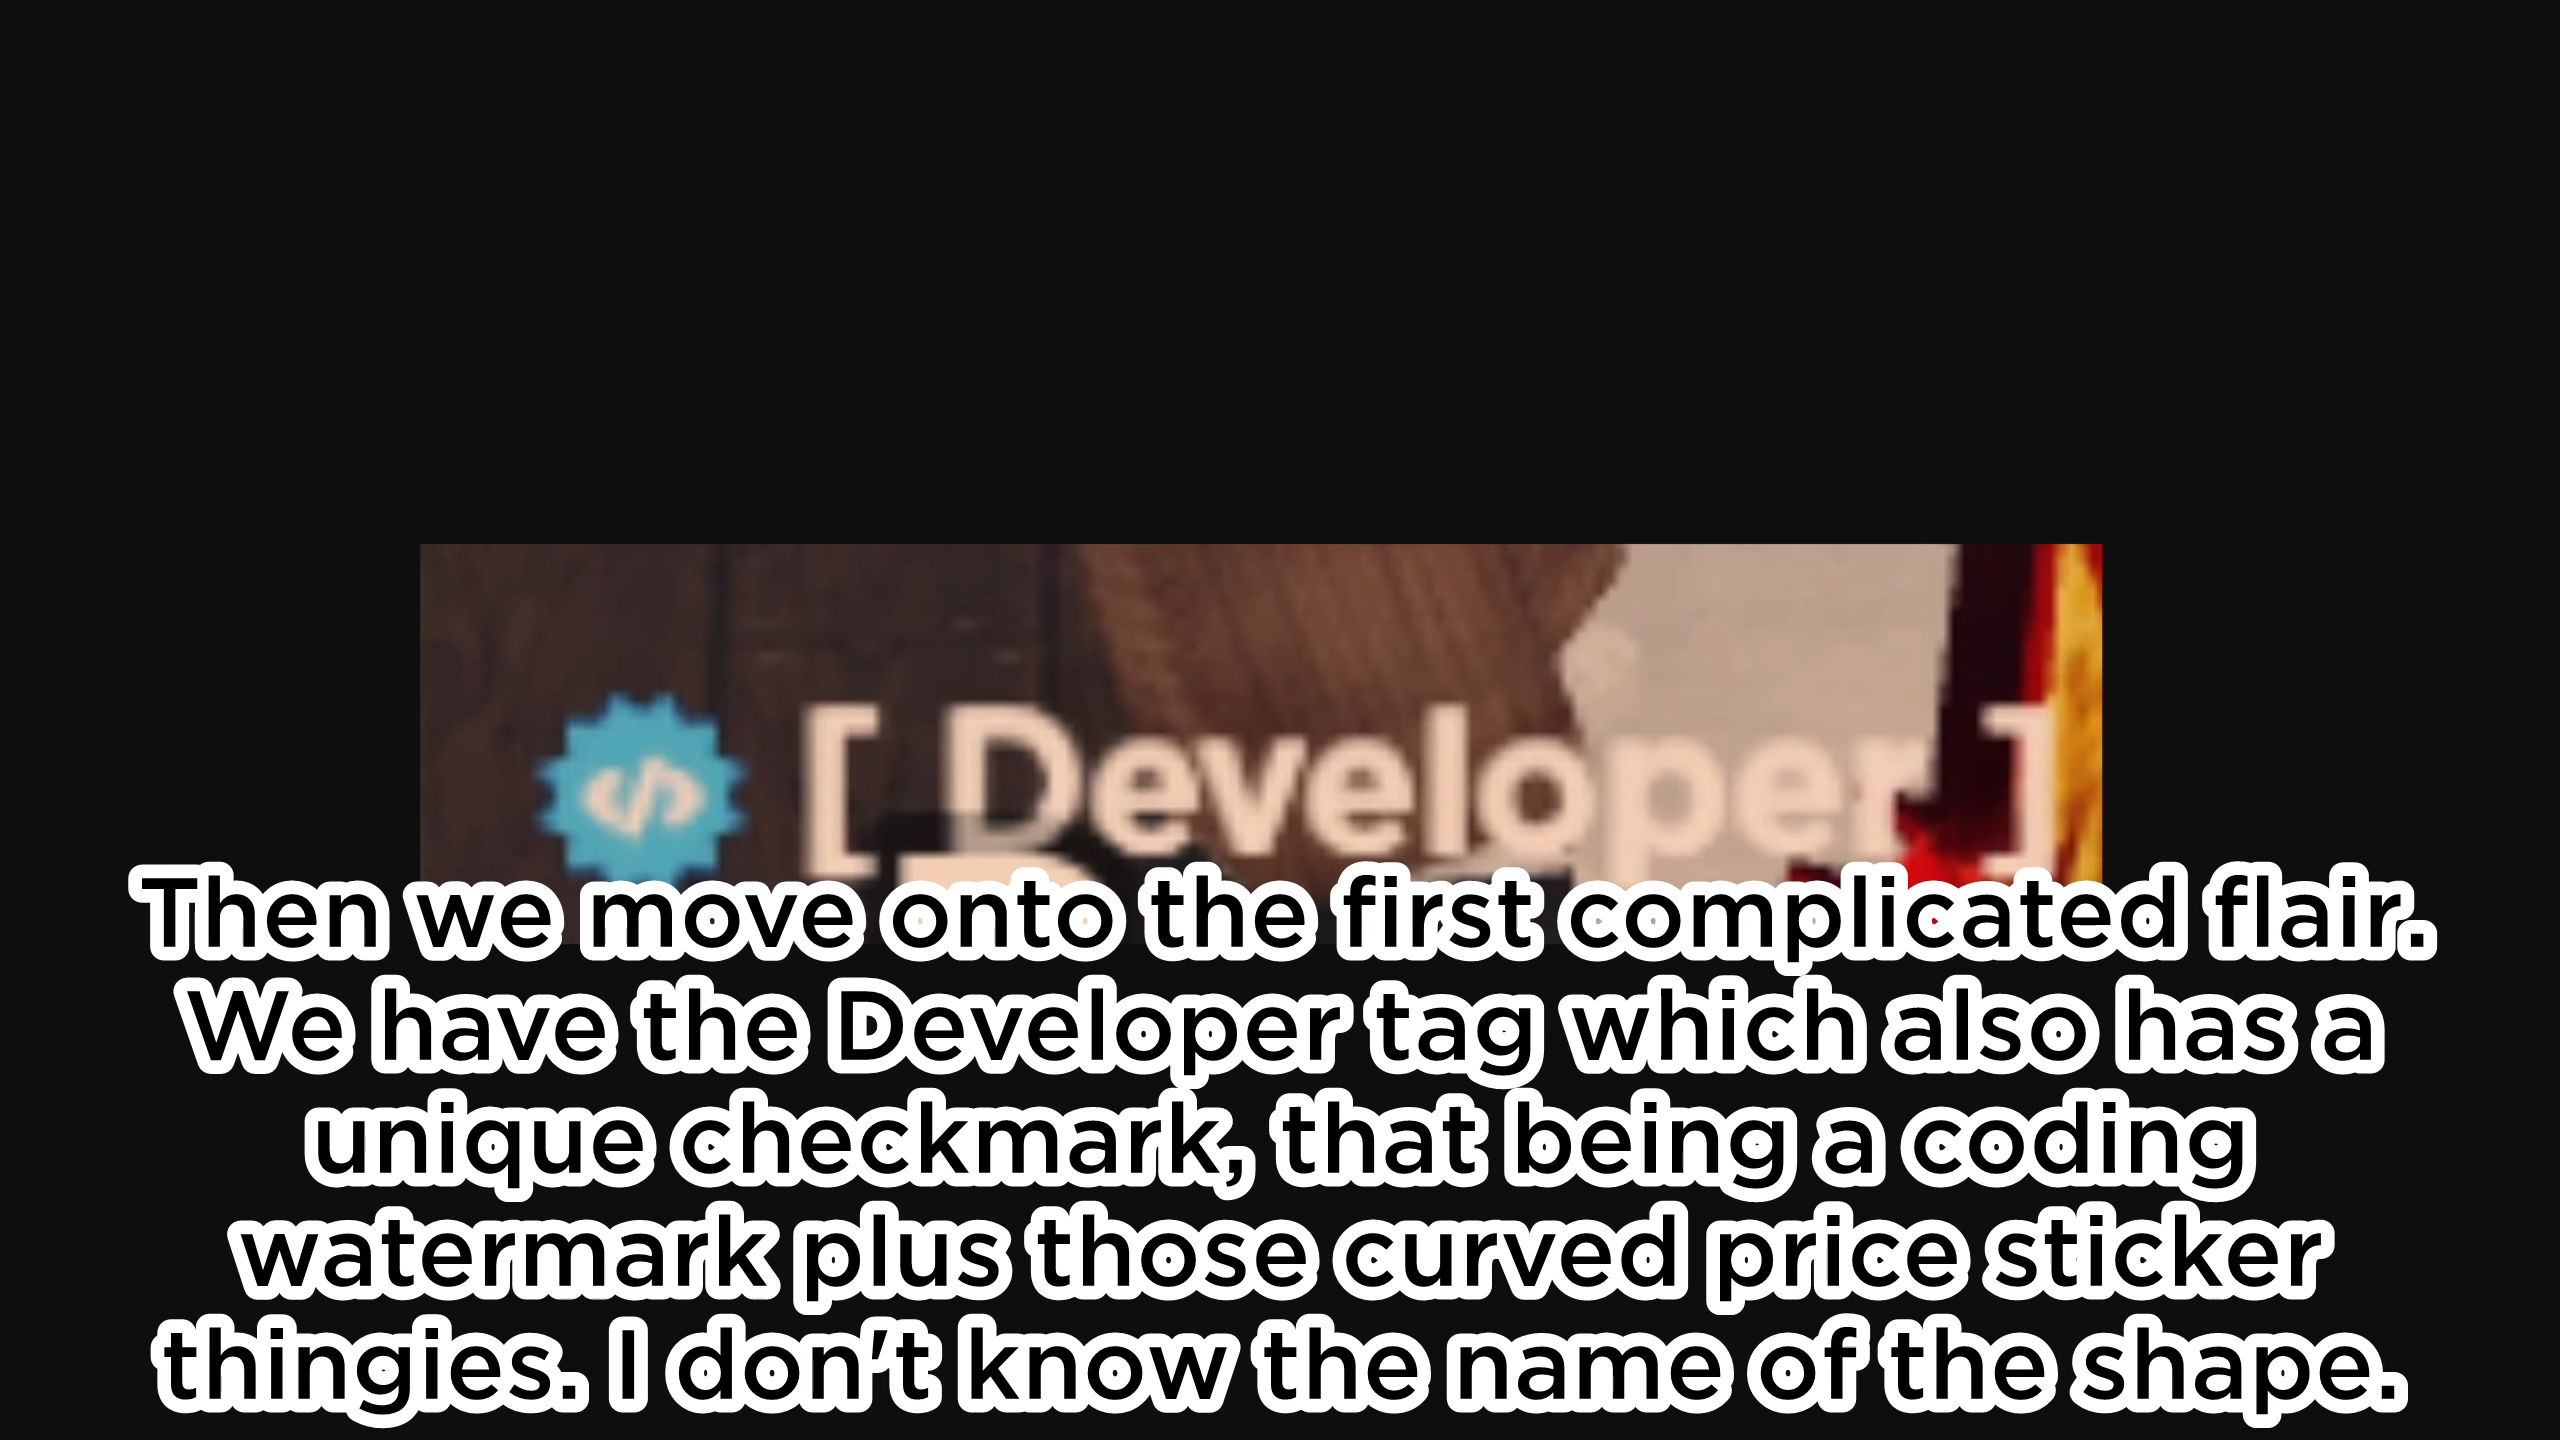 </> [ Developer ]
Then we move onto the first complicated flair.
We have the Developer tag which also has a
unique checkmark, that being a coding
watermark plus those curved price sticker
thingies. I don't know the name of the shape.